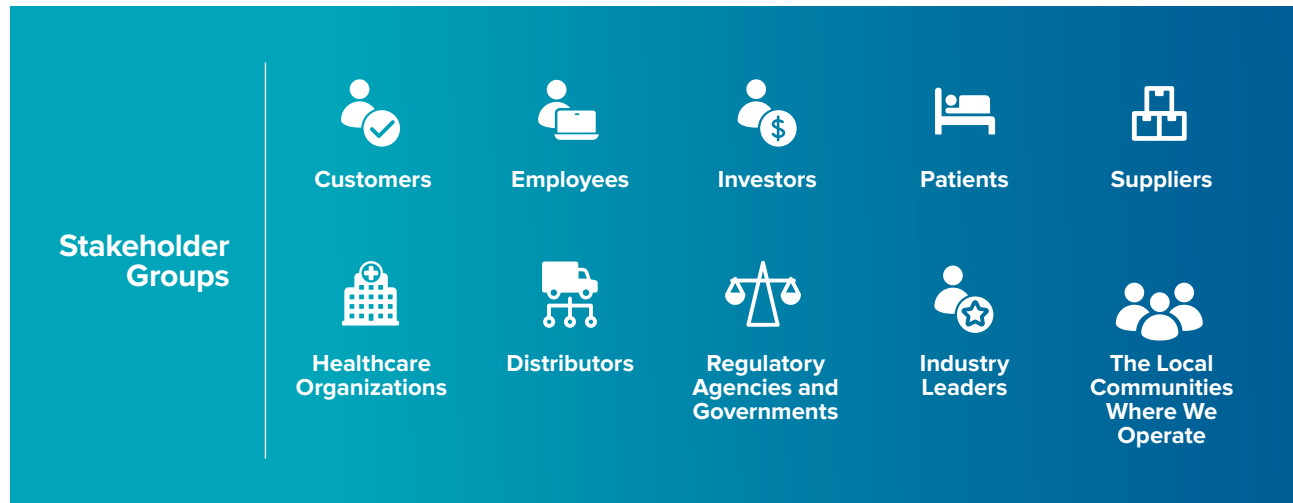 Stakeholder
Groups
Customers
Employees
Investors
$
Patients
Suppliers
Healthcare
Organizations
Distributors
Regulatory
Agencies and
Governments
Industry
Leaders
The Local
Communities
Where We
Operate